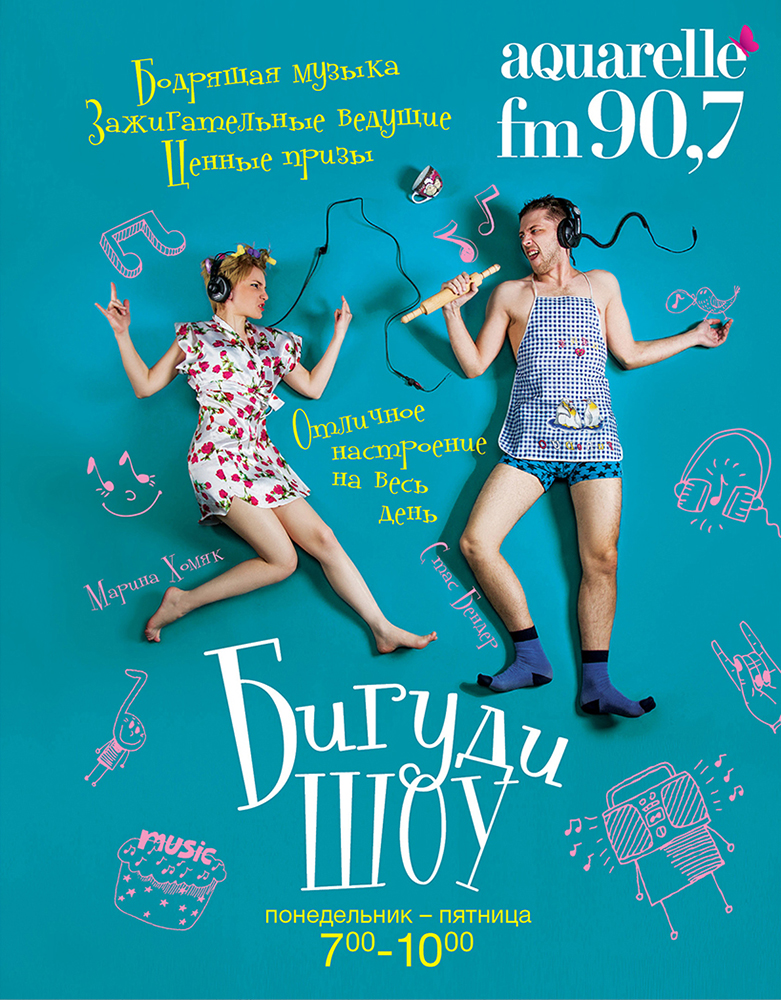 Бодрящая музыка
Зажигательные ведущие
Ценные призы
aquarelle
fm 90,7
Отличное
настроение
на весь
день
Марина Хомяк
Стас Бендер
Бигуди
шоу
music
понедельник – пятница
7⁰⁰-10⁰⁰